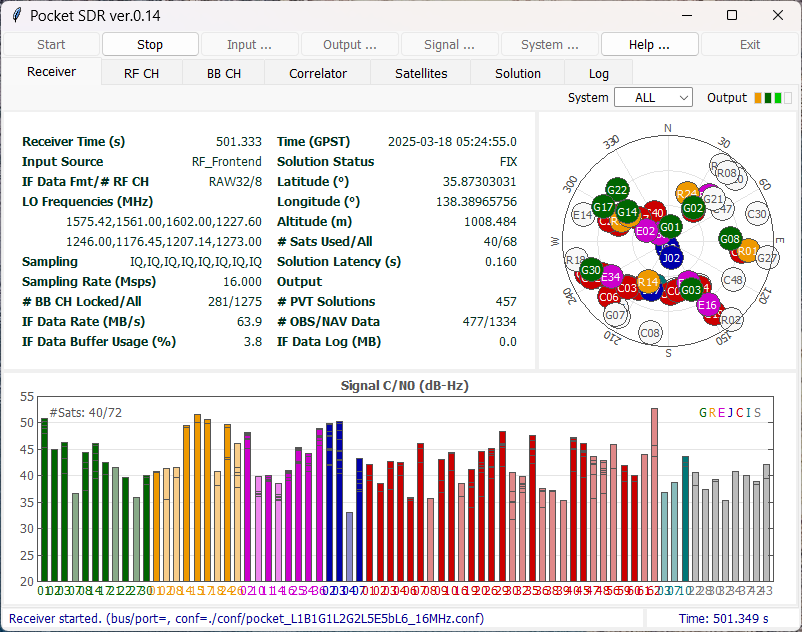 Pocket SDR ver.0.14
Start Stop Input ... Output ... Signal ... System ... Help ... Exit
Receiver RF CH BB CH Correlator Satellites Solution Log
System ALL Output
Receiver Time (s) 501.333 Time (GPST) 2025-03-18 05:24:55.0
Input Source RF_Frontend Solution Status FIX
IF Data Fmt/# RF CH RAW32/8 Latitude (°) 35.87303031
LO Frequencies (MHz) Longitude (°) 138.38965756
1575.42,1561.00,1602.00,1227.60 Altitude (m) 1008.484
1246.00,1176.45,1207.14,1273.00 # Sats Used/All 40/68
Sampling IQ,IQ,IQ,IQ,IQ,IQ,IQ,IQ Solution Latency (s) 0.160
Sampling Rate (Msps) 16.000 Output
# BB CH Locked/All 281/1275 # PVT Solutions 457
IF Data Rate (MB/s) 63.9 # OBS/NAV Data 477/1334
IF Data Buffer Usage (%) 3.8 IF Data Log (MB) 0.0
N
330 30
R08
300 G22 R24 60
G17 G14 G02 G21 C47
E14 C30
E02 G01 G08
W E
R01
J02 G27
R18
G30 E34 R14 C48
240 C06 C03 G03 120
E16
G07 R02
C08
210 150
S
Signal C/N0 (dB-Hz)
55
#Sats: 40/72 G R E J C I S
50
45
40
35
30
25
20
Receiver started. (bus/port=, conf=./conf/pocket_L1B1G1L2G2L5E5bL6_16MHz.conf) Time: 501.349 s